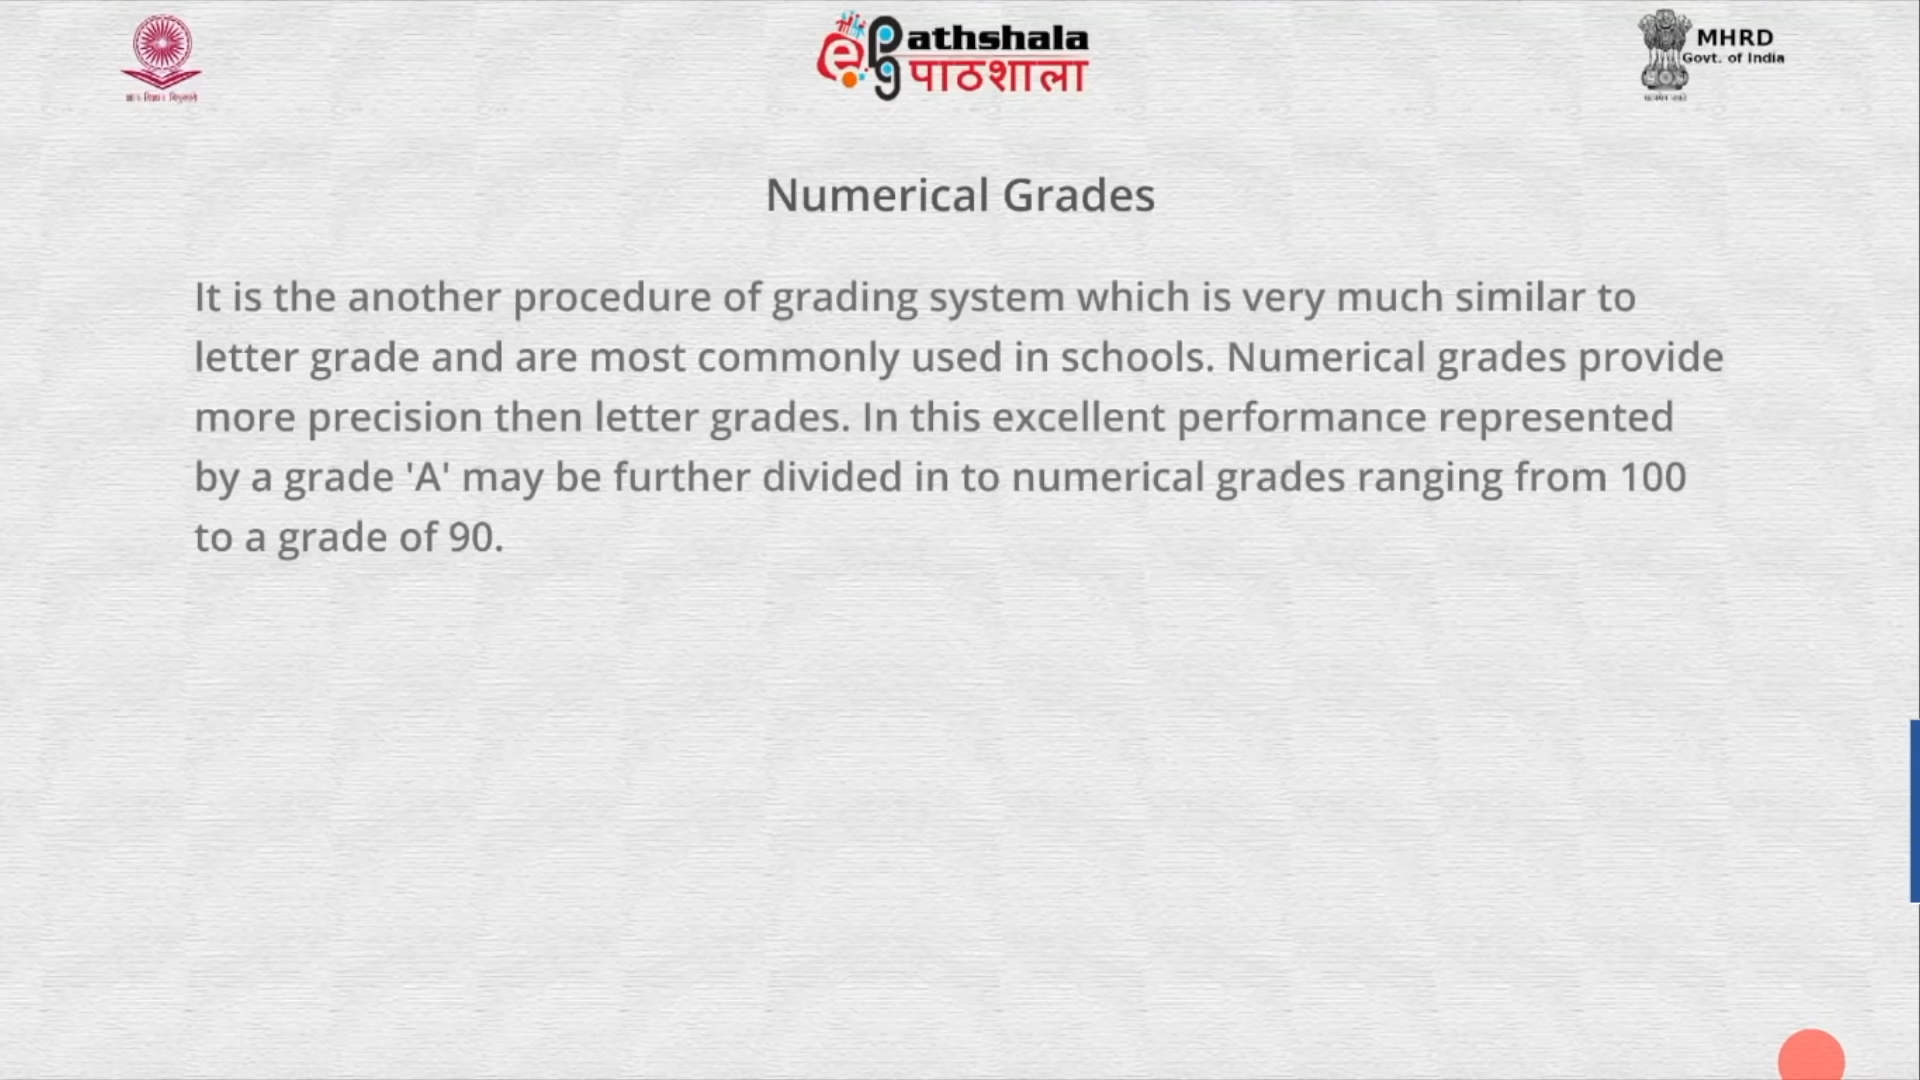 athshala
पाठशाला
MHRD
Govt. of India
Numerical Grades
It is the another procedure of grading system which is very much similar to
letter grade and are most commonly used in schools. Numerical grades provide
more precision then letter grades. In this excellent performance represented
by a grade 'A' may be further divided in to numerical grades ranging from 100
to a grade of 90.